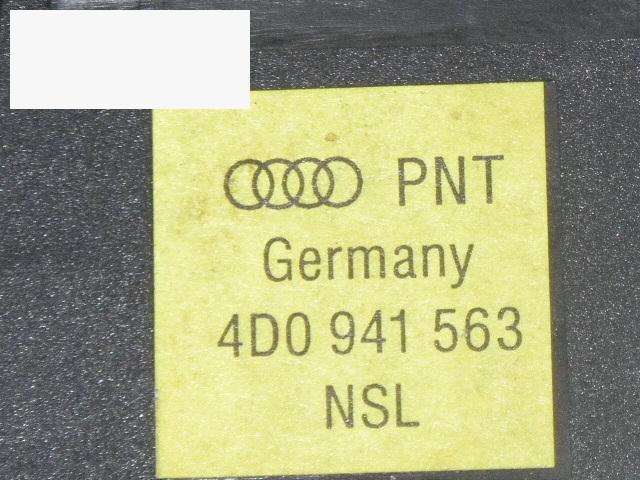 PNT
Germany
4D0 941 563
NSL